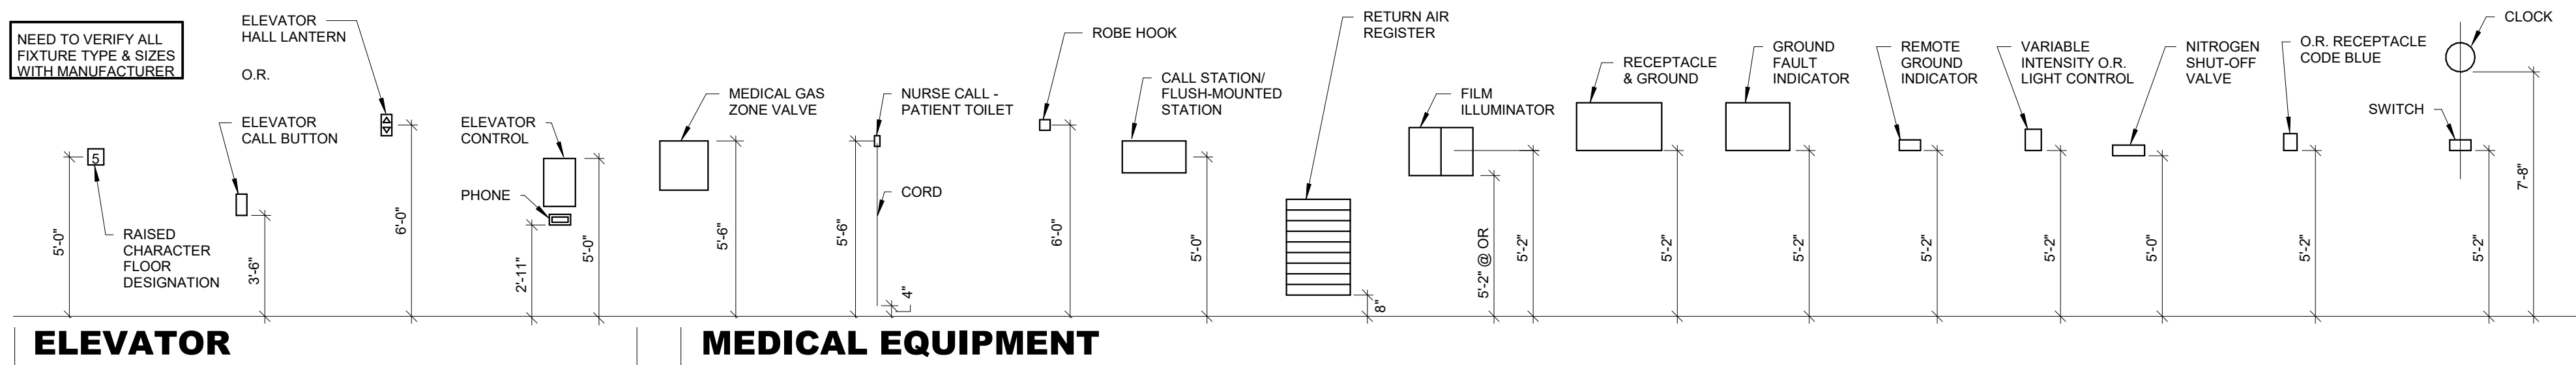 NEED TO VERIFY ALL
FIXTURE TYPE & SIZES
WITH MANUFACTURER
ELEVATOR
HALL LANTERN
O.R.
ELEVATOR
CALL BUTTON
5
RAISED
CHARACTER
FLOOR
DESIGNATION
5'-0"
3'-6"
6'-0"
ELEVATOR
CONTROL
PHONE
2'-11"
5'-0"
MEDICAL GAS
ZONE VALVE
5'-6"
NURSE CALL -
PATIENT TOILET
CORD
5'-6"
4"
ROBE HOOK
6'-0"
CALL STATION/
FLUSH-MOUNTED
STATION
5'-0"
RETURN AIR
REGISTER
8"
FILM
ILLUMINATOR
5'-2" @ OR
5'-2"
RECEPTACLE
& GROUND
5'-2"
GROUND
FAULT
INDICATOR
5'-2"
REMOTE
GROUND
INDICATOR
5'-2"
VARIABLE
INTENSITY O.R.
LIGHT CONTROL
5'-2"
NITROGEN
SHUT-OFF
VALVE
5'-0"
O.R. RECEPTACLE
CODE BLUE
5'-2"
CLOCK
SWITCH
5'-2"
7'-8"
ELEVATOR
MEDICAL EQUIPMENT